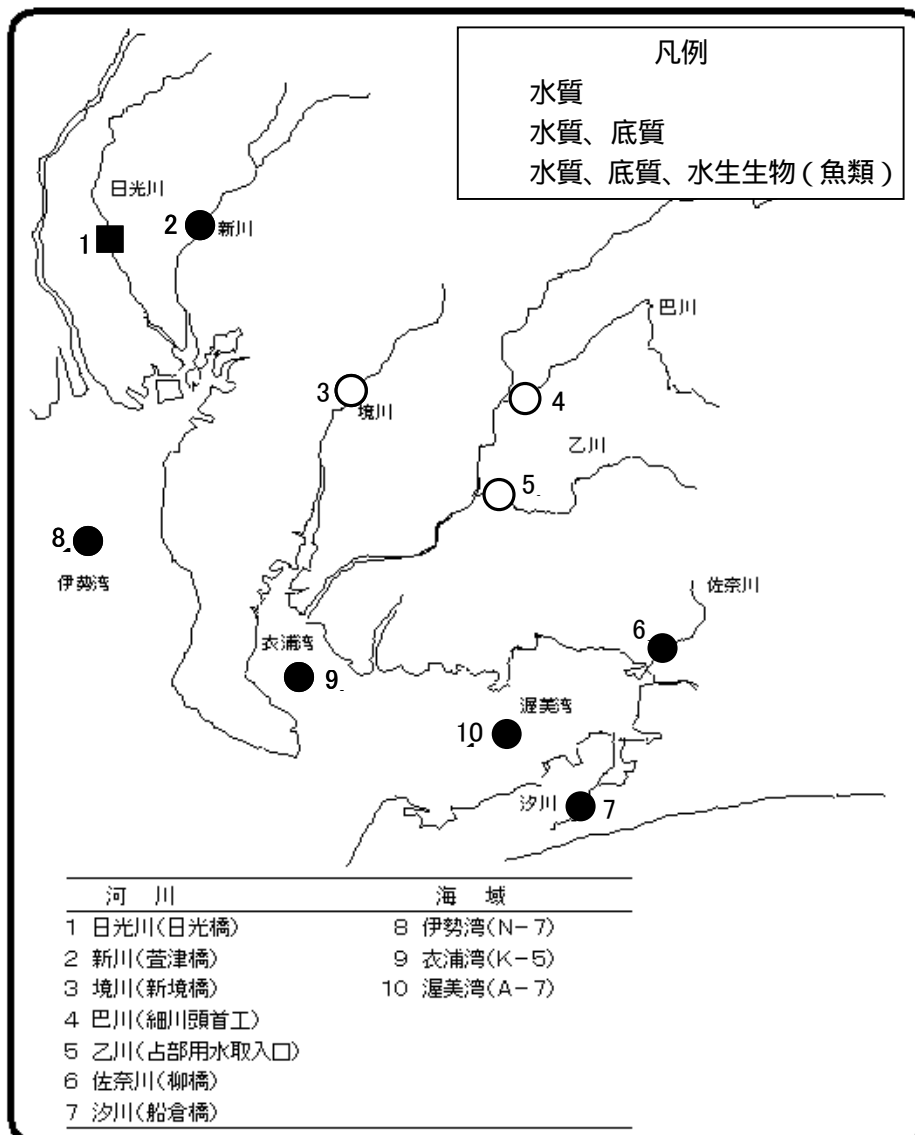 凡例
水質
水質、底質
水質、底質、水生生物(魚類)
日光川
1
2
新川
巴川
3
境川
4
乙川
5
8
伊勢湾
佐奈川
6
衣浦湾
9
渥美湾
10
汐川
7
河 川 海 域
1 日光川(日光橋) 8 伊勢湾(N-7)
2 新川(萱津橋) 9 衣浦湾(K-5)
3 境川(新境橋) 10 渥美湾(A-7)
4 巴川(細川頭首工)
5 乙川(占部用水取入口)
6 佐奈川(柳橋)
7 汐川(船倉橋)